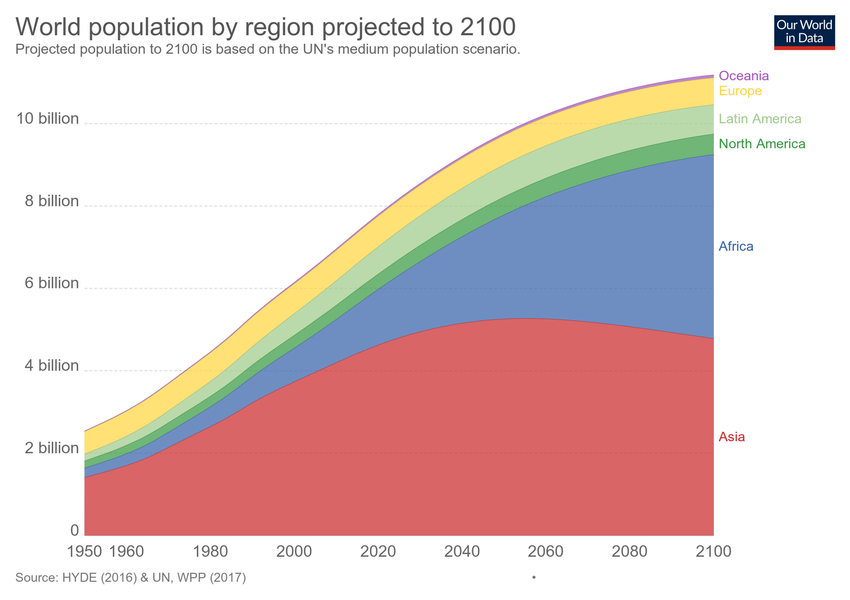 World population by region projected to 2100
Projected population to 2100 is based on the UN's medium population scenario.
Our World
in Data
10 billion
8 billion
6 billion
4 billion
2 billion
0
Oceania
Europe
Latin America
North America
Africa
Asia
1950 1960 1980 2000 2020 2040 2060 2080 2100
Source: HYDE (2016) & UN, WPP (2017)